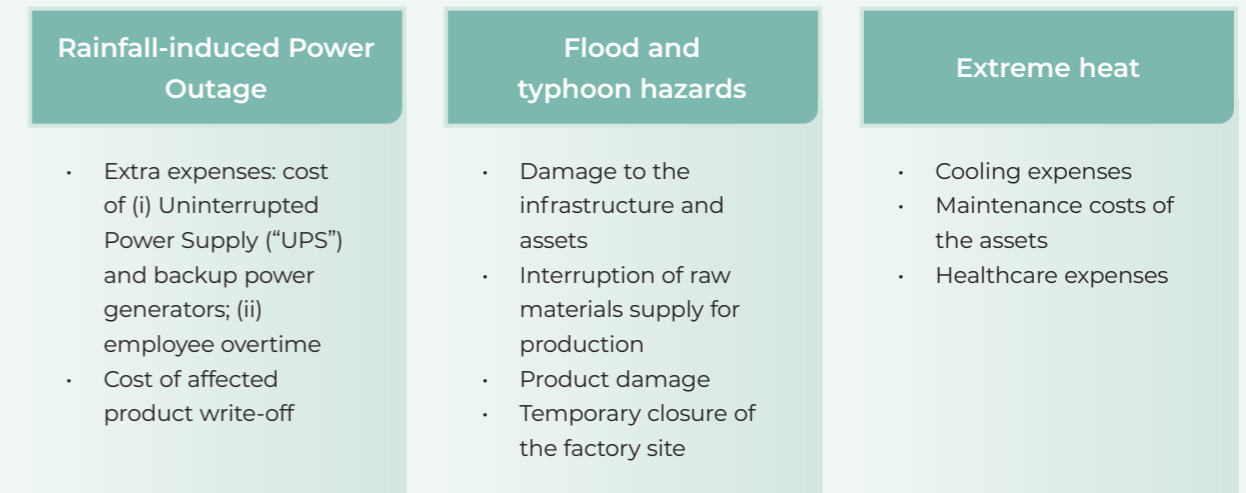 Rainfall-induced Power
Outage
· Extra expenses: cost
of (i) Uninterrupted
Power Supply (“UPS”)
and backup power
generators; (ii)
employee overtime
· Cost of affected
product write-off
Flood and
typhoon hazards
· Damage to the
infrastructure and
assets
· Interruption of raw
materials supply for
production
· Product damage
· Temporary closure of
the factory site
Extreme heat
· Cooling expenses
· Maintenance costs of
the assets
· Healthcare expenses